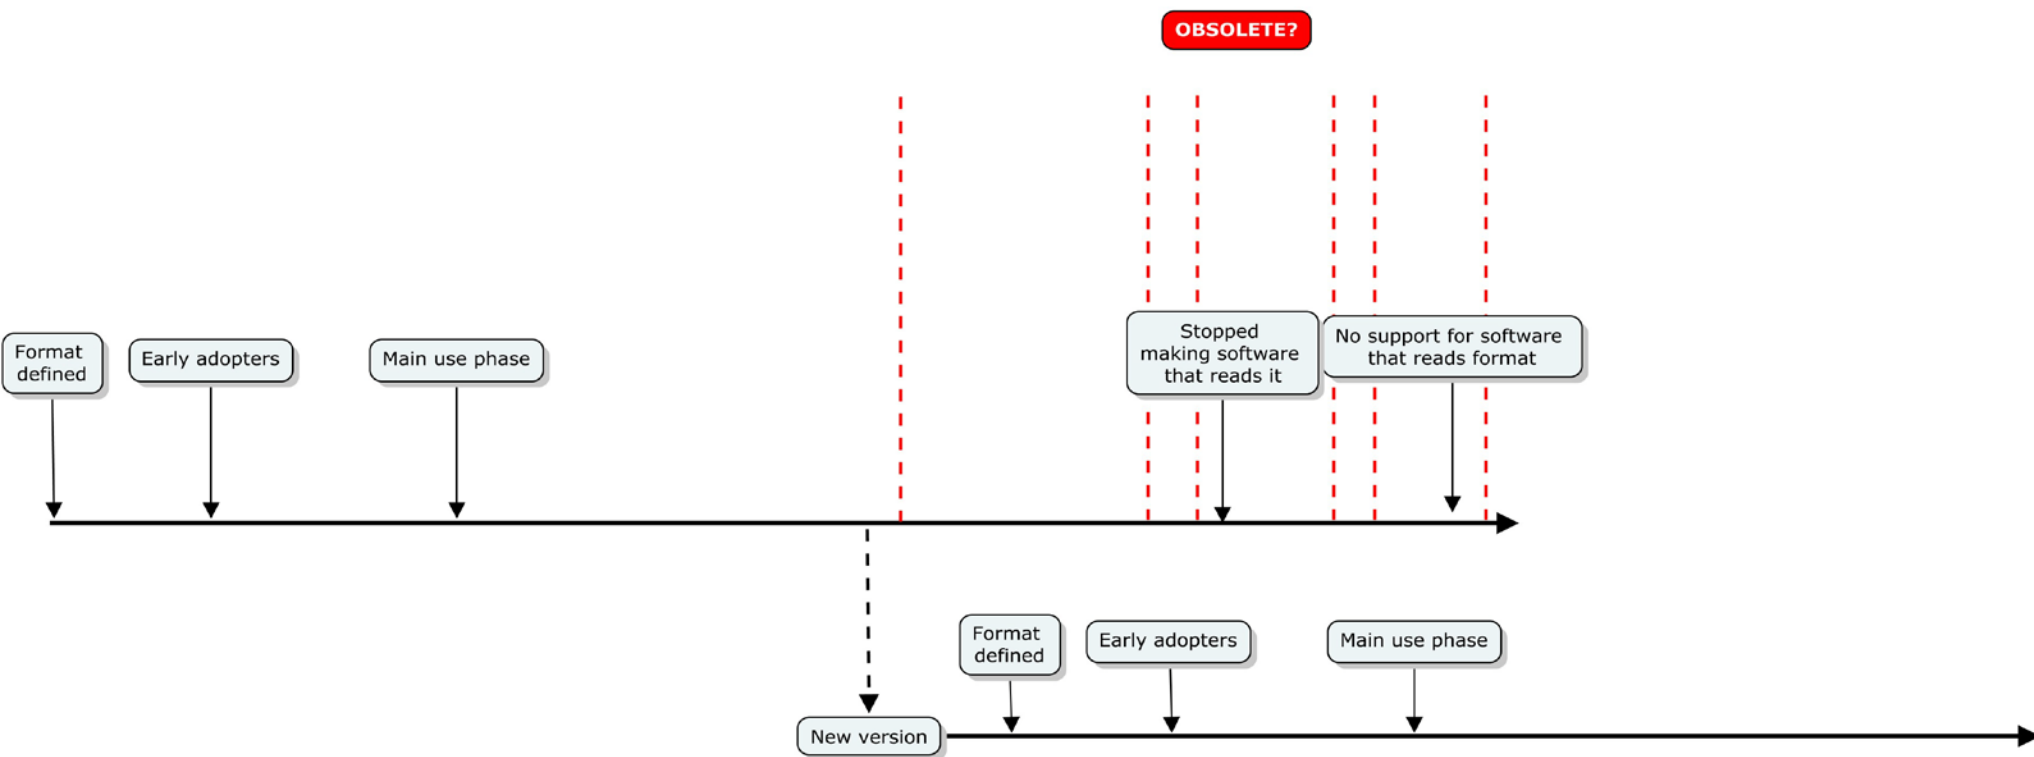 OBSOLETE?
Format
defined
Early adopters
Main use phase
Stopped
making software
that reads it
No support for software
that reads format
Format
defined
Early adopters
Main use phase
New version